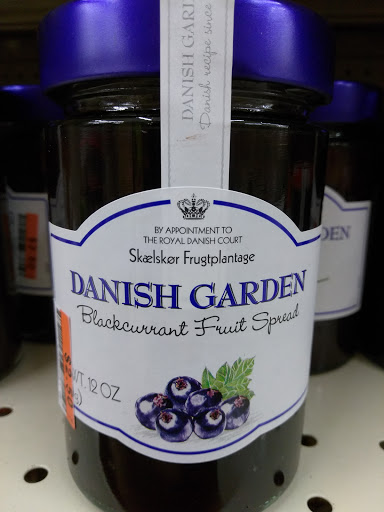 DANISH GARD
Danish recipe since
BY APPOINTMENT TO
THE ROYAL DANISH COURT
Skælskør Frugtplantage
DANISH GARDEN
Blackcurrant Fruit Spread
WT. 12 OZ
DEN